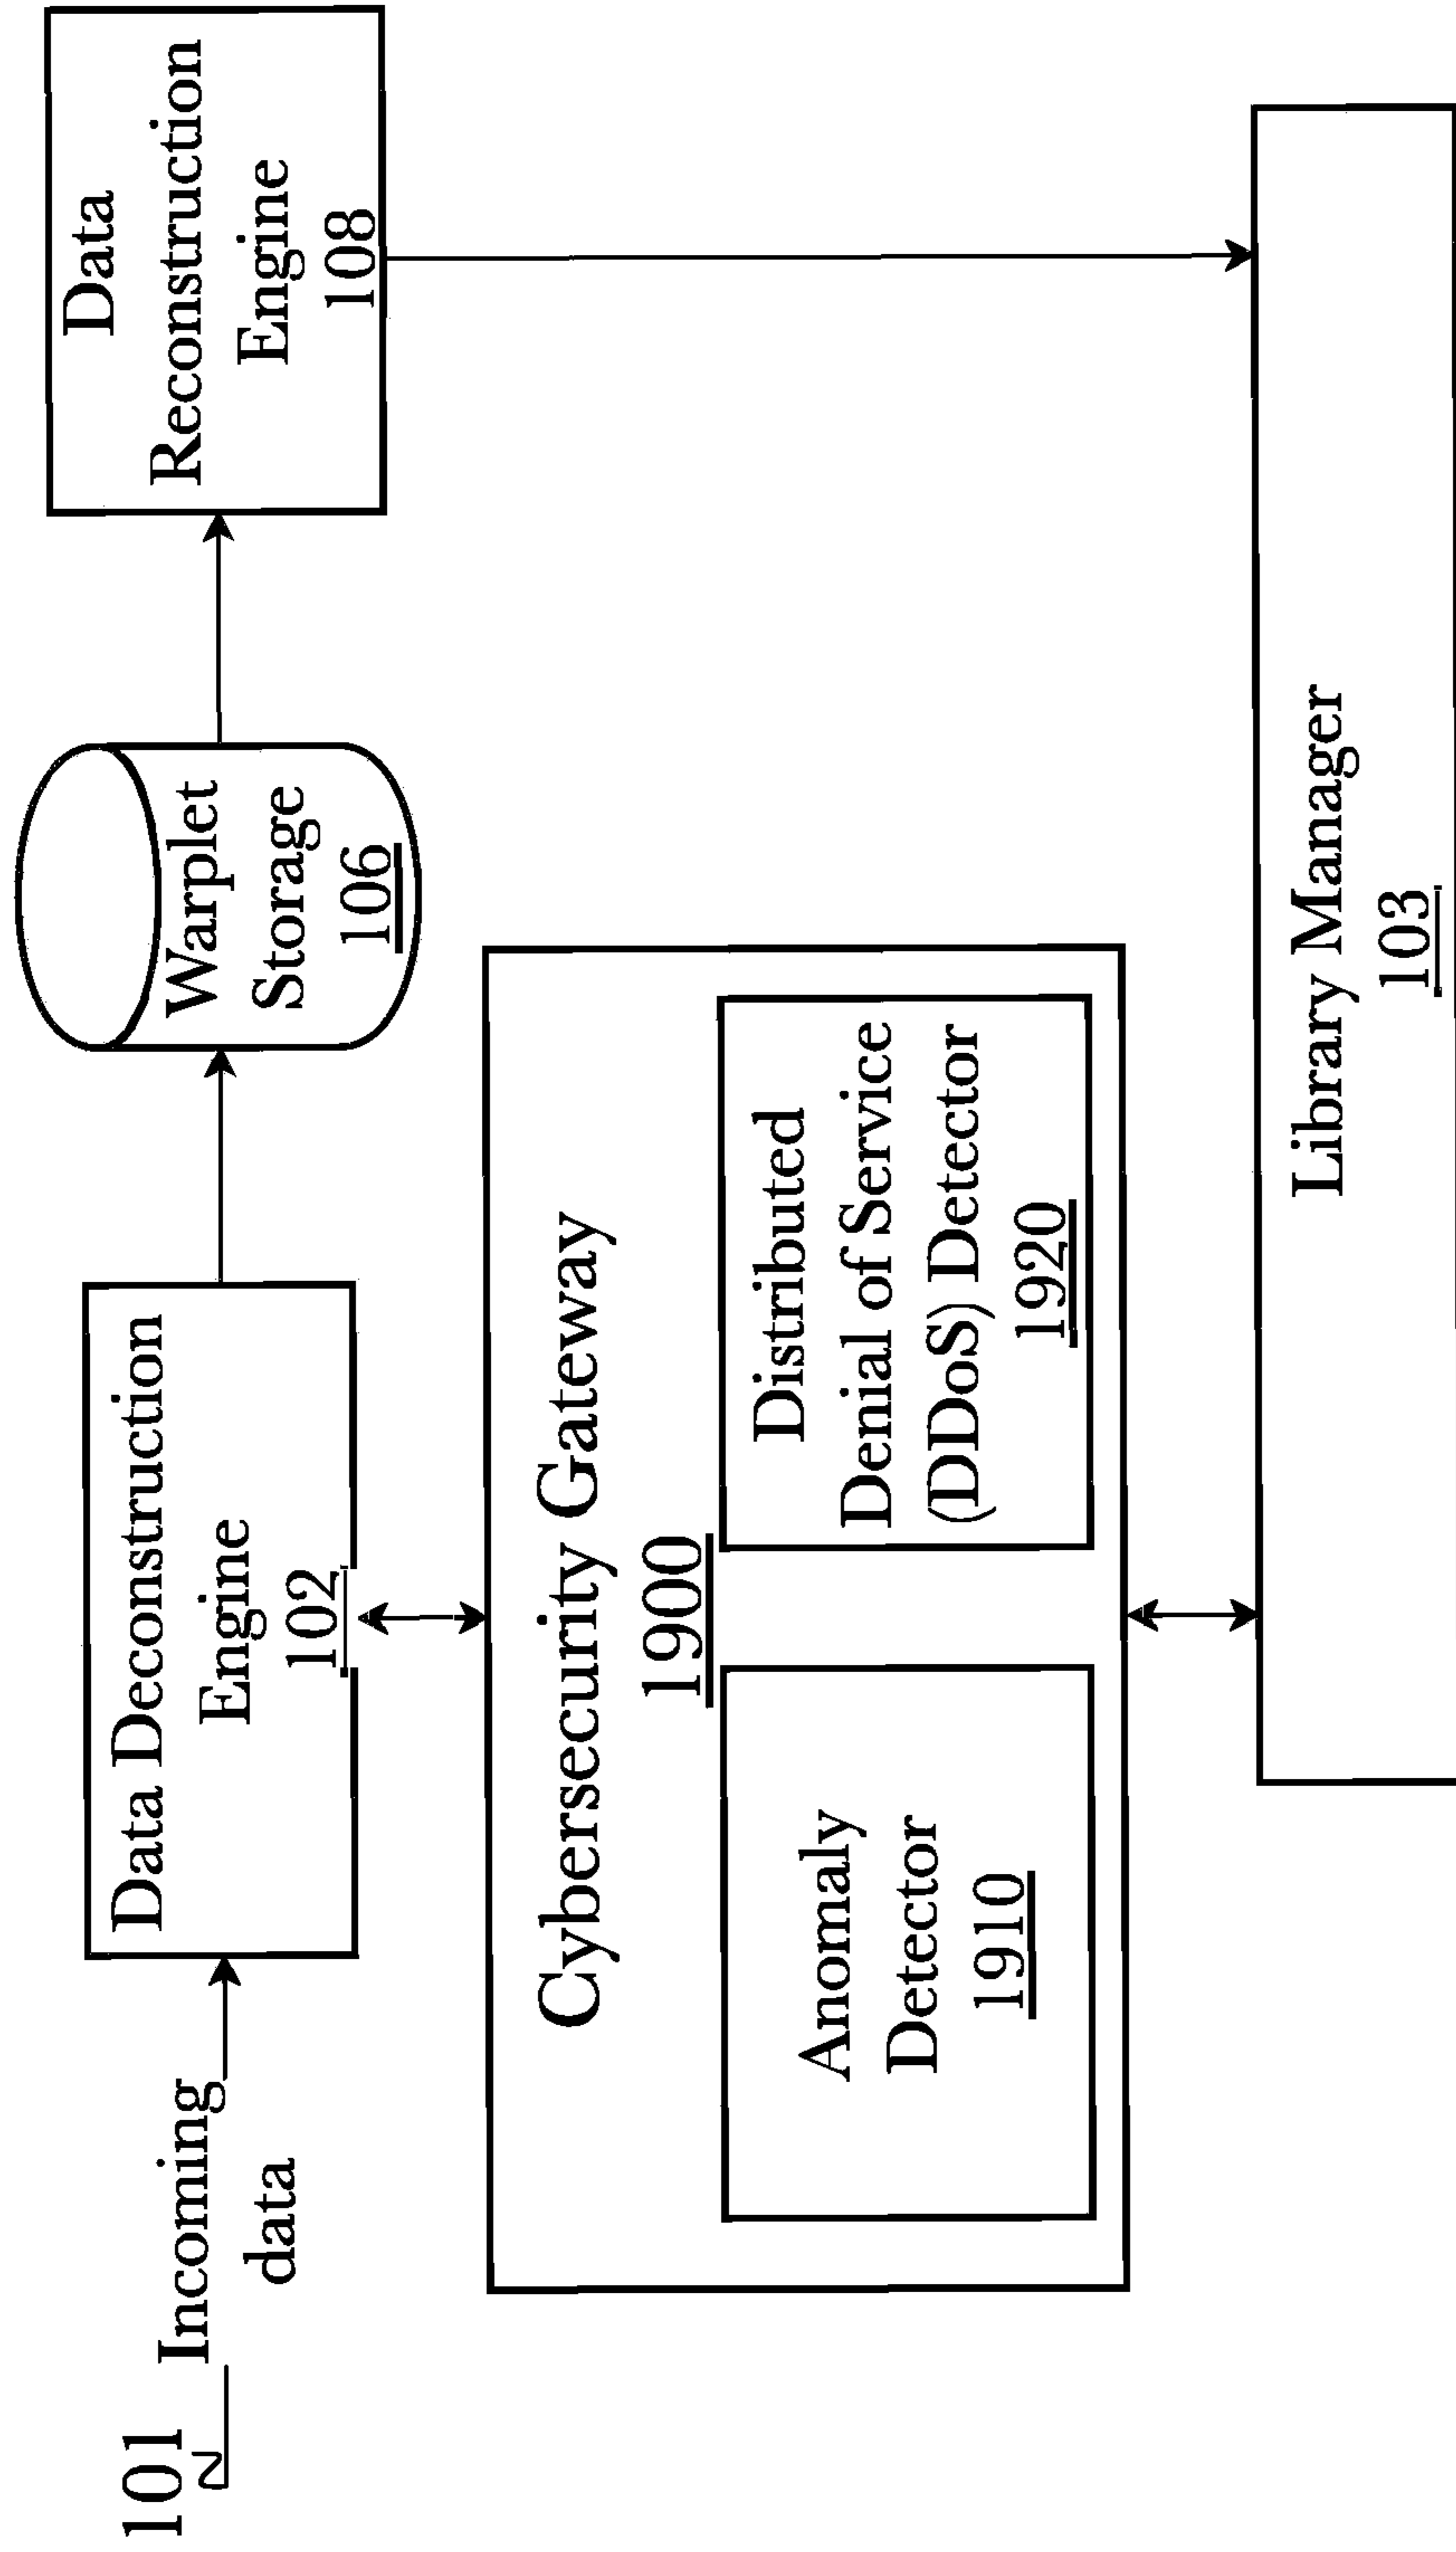 101
Incoming
data
Data Deconstruction
Engine
102
Warplet
Storage
106
Data
Reconstruction
Engine
108
Cybersecurity Gateway
1900
Anomaly
Detector
1910
Distributed
Denial of Service
(DDoS) Detector
1920
Library Manager
103